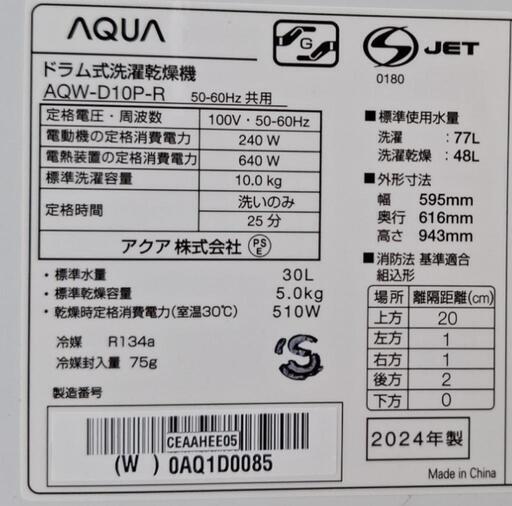 AQUA
G
S JET
0180
ドラム式洗濯乾燥機
AQW-D10P-R 50-60Hz 共用
定格電圧・周波数 100V・50-60Hz
電動機の定格消費電力 240 W
電熱装置の定格消費電力 640 W
標準洗濯容量 10.0 kg
定格時間 洗いのみ 25 分
アクア 株式会社 PSE
・標準水量 30L
・標準乾燥容量 5.0kg
・乾燥時定格消費電力(室温30℃) 510W
冷媒 R134a
冷媒封入量 75g
S
製造番号
CEAAHEE05
(W) 0AQ1D0085
■標準使用水量
洗濯 : 77L
洗濯乾燥 : 48L
■外形寸法
幅 595mm
奥行 616mm
高さ 943mm
■消防法 基準適合
組込形
場所 離隔距離(cm)
上方 20
左方 1
右方 1
後方 2
下方 0
2024年製
Made in China